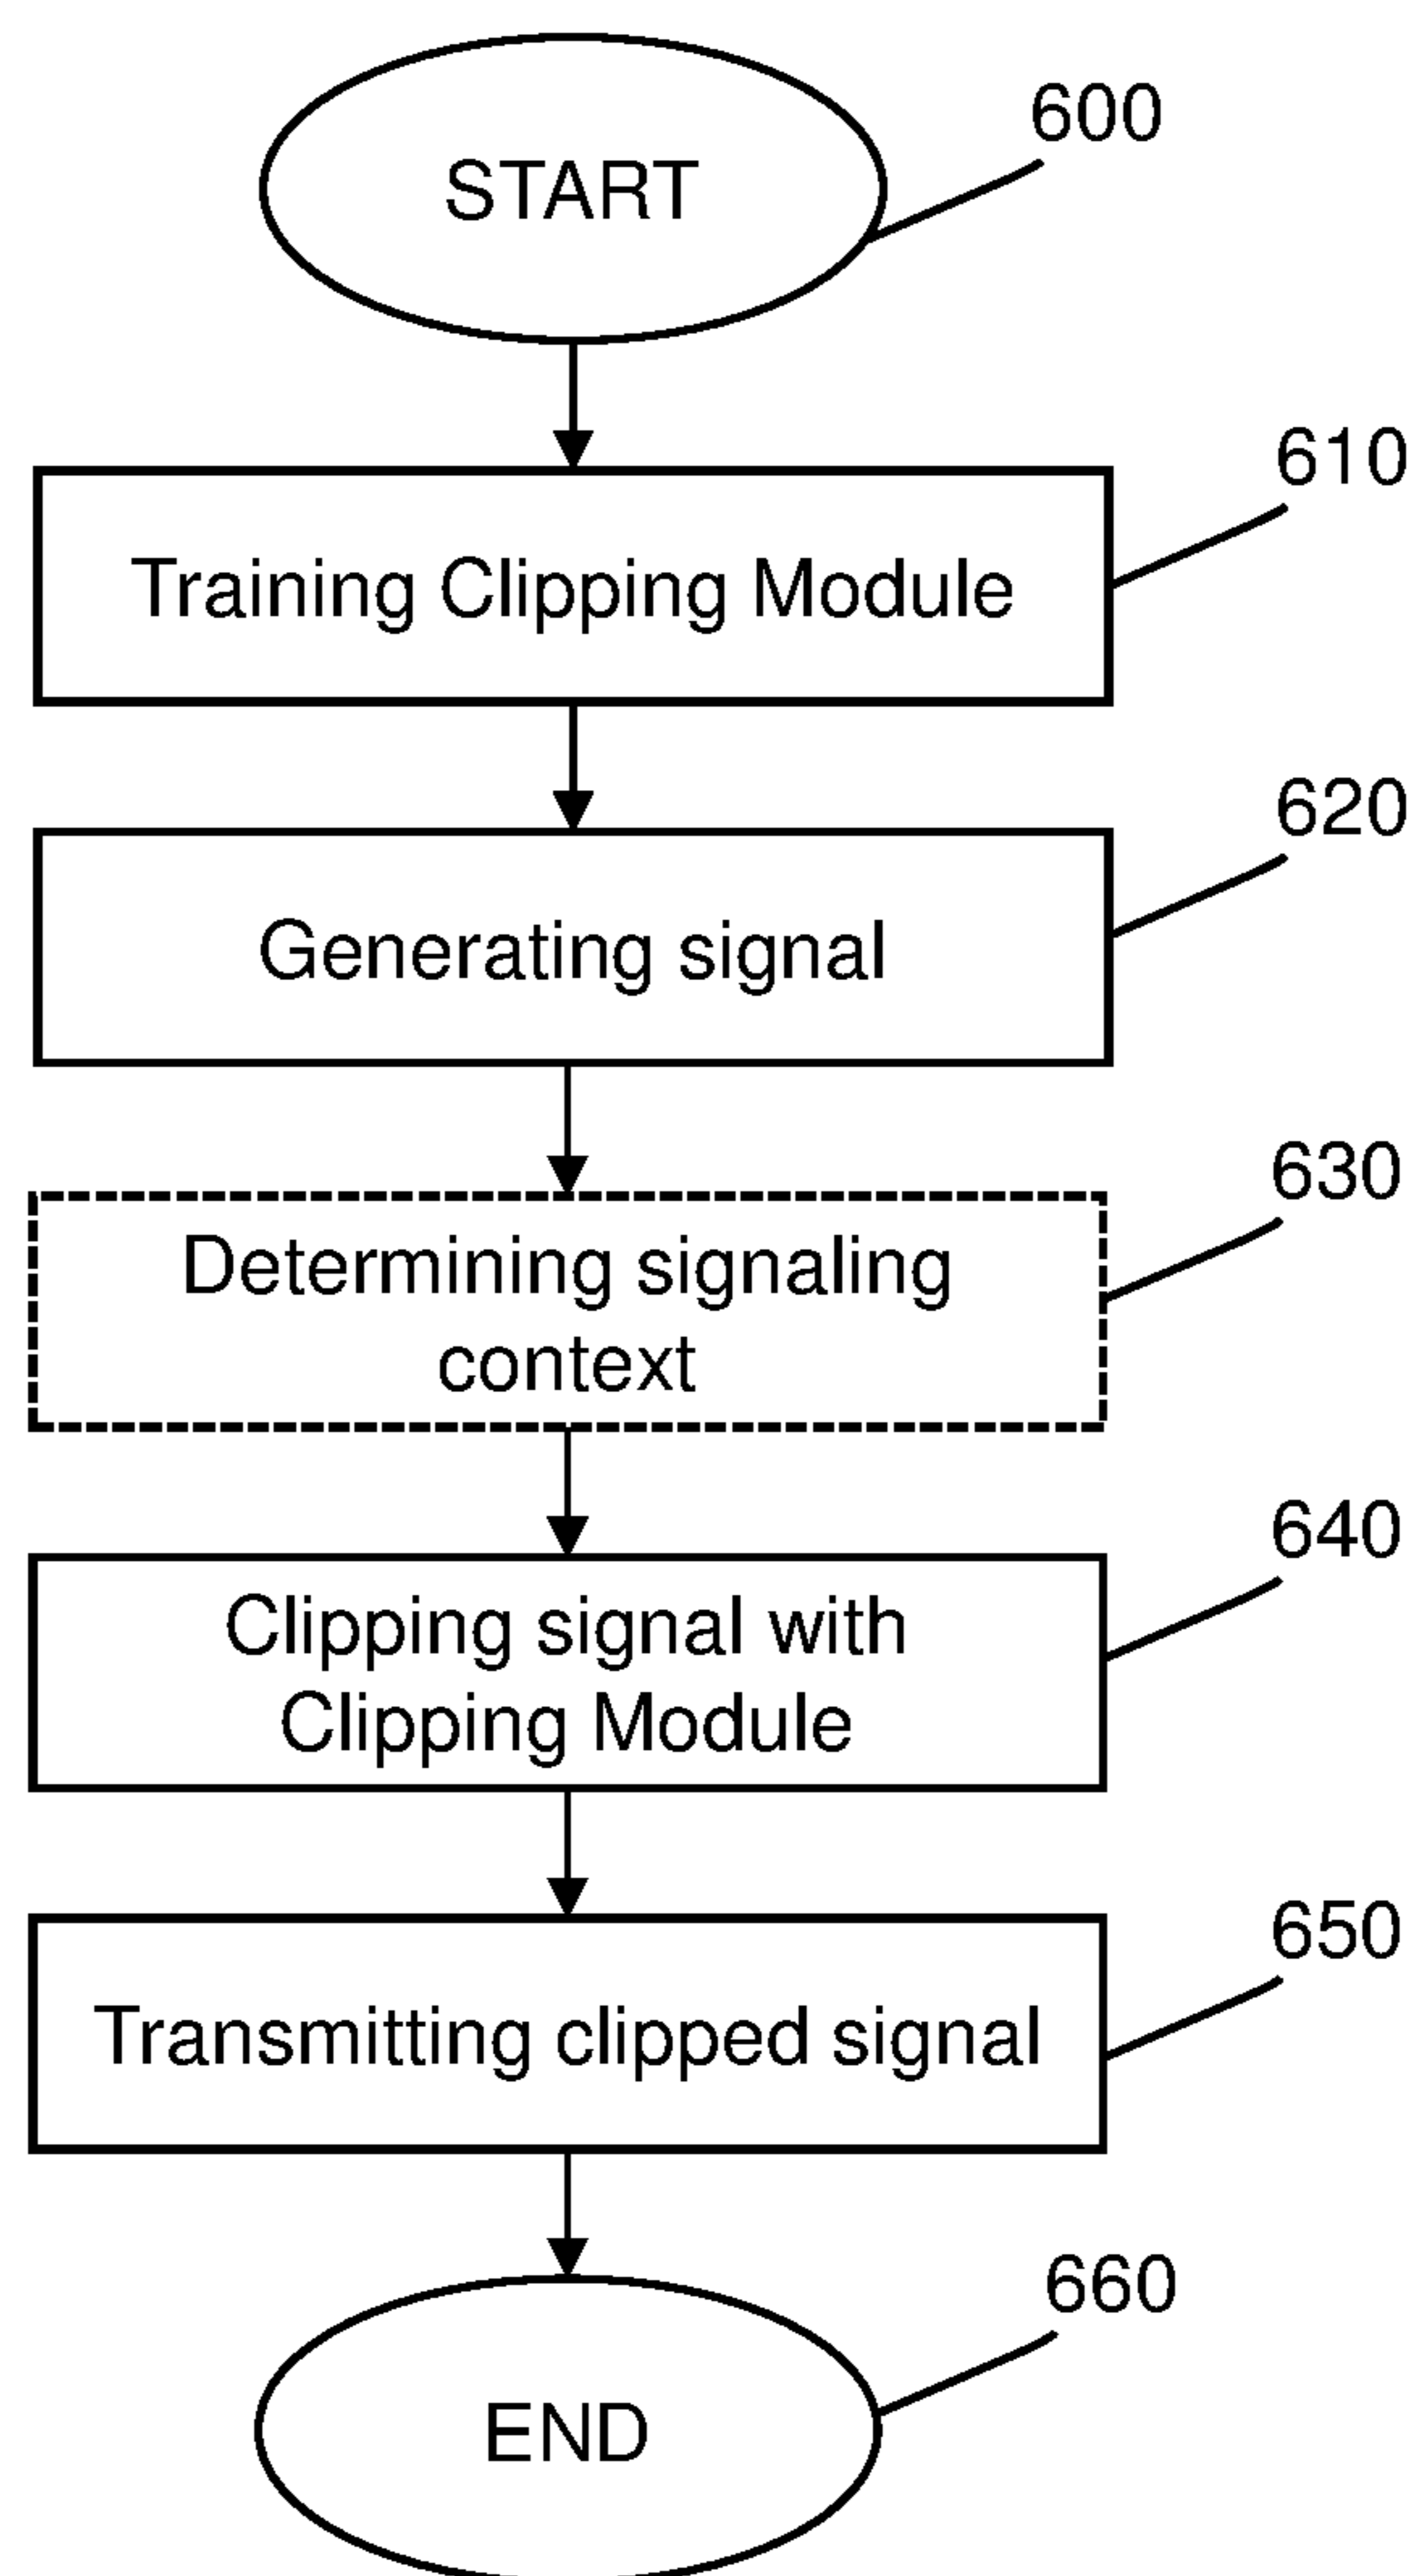 START
600
Training Clipping Module
610
Generating signal
620
Determining signaling
context
630
Clipping signal with
Clipping Module
640
Transmitting clipped signal
650
END
660